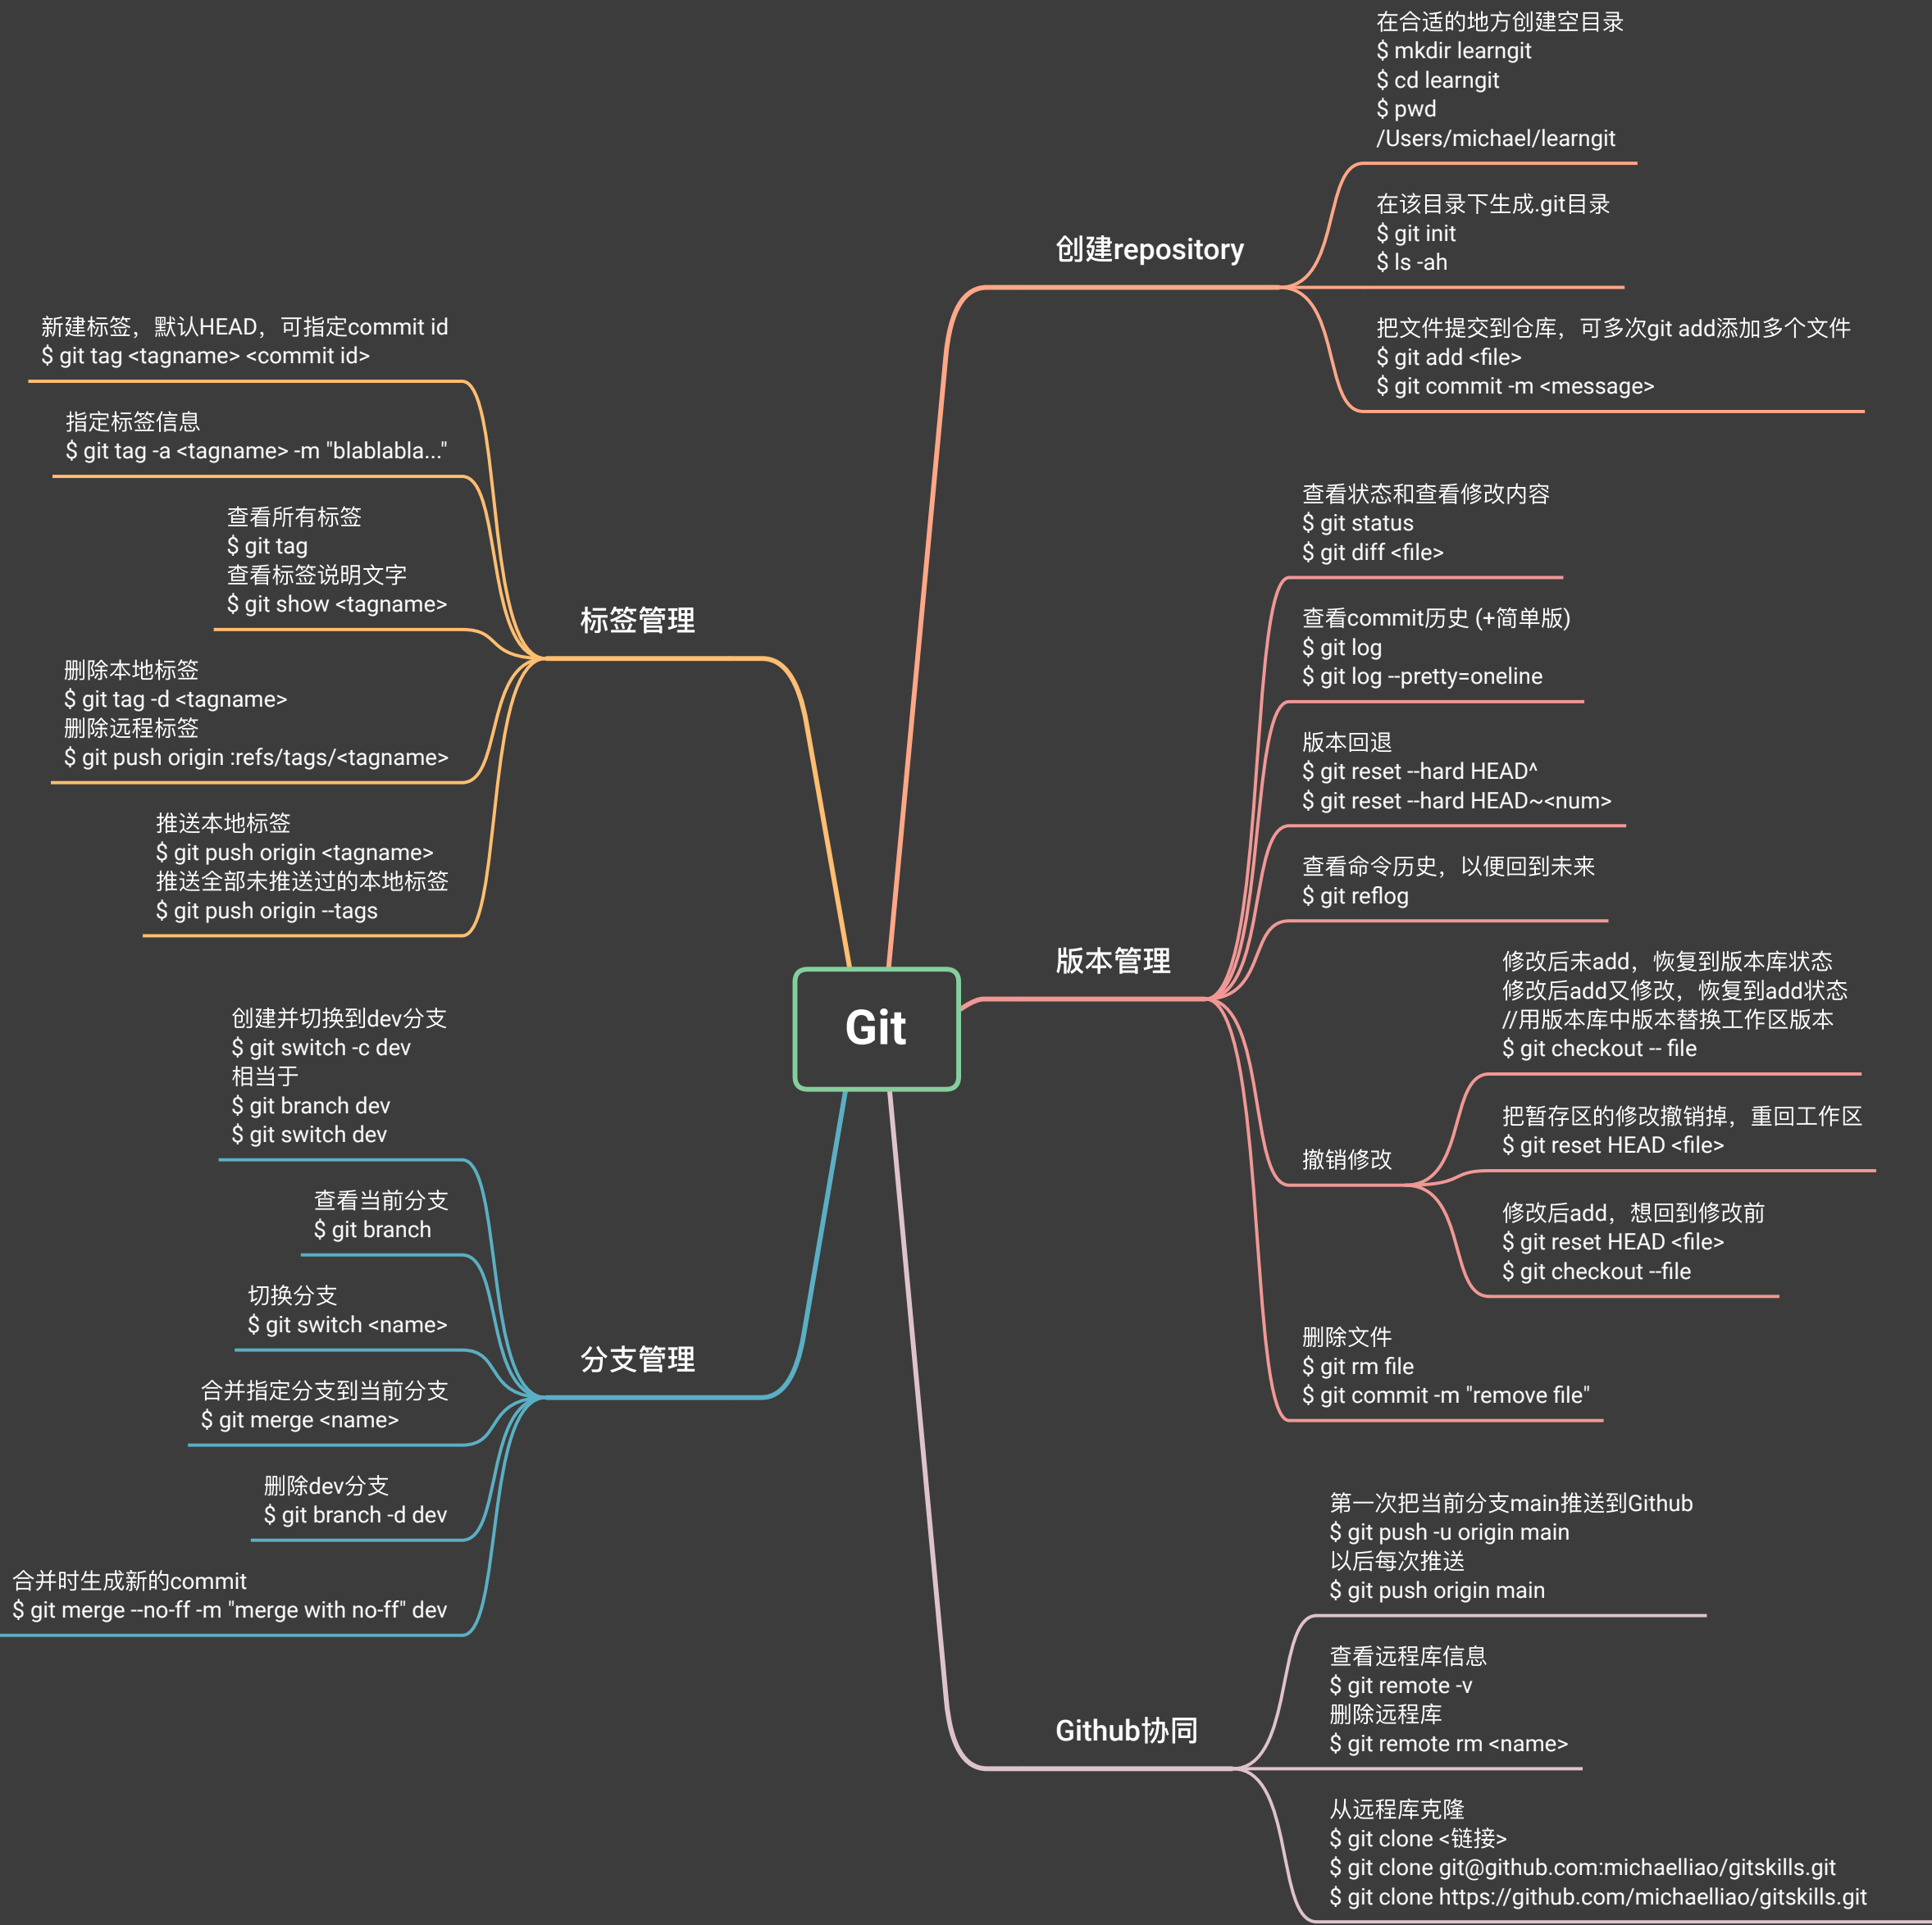 Git
创建repository
在合适的地方创建空目录
$ mkdir learngit
$ cd learngit
$ pwd
/Users/michael/learngit
在该目录下生成.git目录
$ git init
$ ls -ah
把文件提交到仓库，可多次git add添加多个文件
$ git add <file>
$ git commit -m <message>
版本管理
查看状态和查看修改内容
$ git status
$ git diff <file>
查看commit历史 (+简单版)
$ git log
$ git log --pretty=oneline
版本回退
$ git reset --hard HEAD^
$ git reset --hard HEAD~<num>
查看命令历史，以便回到未来
$ git reflog
撤销修改
修改后未add，恢复到版本库状态
修改后add又修改，恢复到add状态
//用版本库中版本替换工作区版本
$ git checkout -- file
把暂存区的修改撤销掉，重回工作区
$ git reset HEAD <file>
修改后add，想回到修改前
$ git reset HEAD <file>
$ git checkout --file
删除文件
$ git rm file
$ git commit -m "remove file"
Github协同
第一次把当前分支main推送到Github
$ git push -u origin main
以后每次推送
$ git push origin main
查看远程库信息
$ git remote -v
删除远程库
$ git remote rm <name>
从远程库克隆
$ git clone <链接>
$ git clone git@github.com:michaelliao/gitskills.git
$ git clone https://github.com/michaelliao/gitskills.git
标签管理
新建标签，默认HEAD，可指定commit id
$ git tag <tagname> <commit id>
指定标签信息
$ git tag -a <tagname> -m "blablabla..."
查看所有标签
$ git tag
查看标签说明文字
$ git show <tagname>
删除本地标签
$ git tag -d <tagname>
删除远程标签
$ git push origin :refs/tags/<tagname>
推送本地标签
$ git push origin <tagname>
推送全部未推送过的本地标签
$ git push origin --tags
分支管理
创建并切换到dev分支
$ git switch -c dev
相当于
$ git branch dev
$ git switch dev
查看当前分支
$ git branch
切换分支
$ git switch <name>
合并指定分支到当前分支
$ git merge <name>
删除dev分支
$ git branch -d dev
合并时生成新的commit
$ git merge --no-ff -m "merge with no-ff" dev